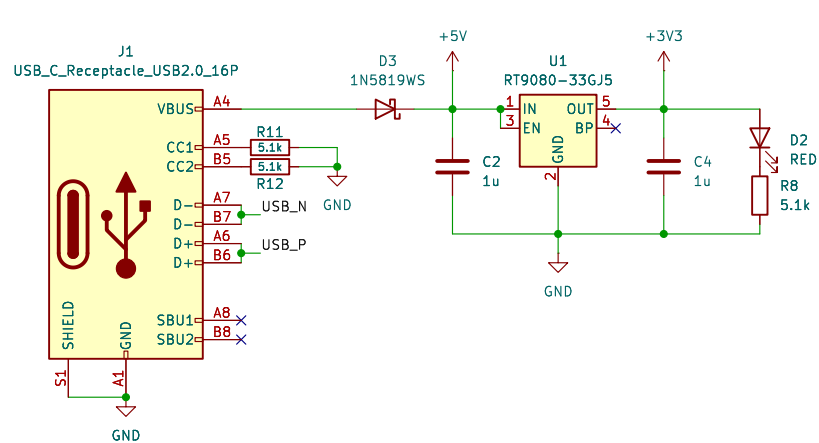 J1
USB_C_Receptacle_USB2.0_16P
VBUS A4
CC1 A5
CC2 B5
D- A7
D- B7
D+ A6
D+ B6
SBU1 A8
SBU2 B8
SHIELD
GND
S1
A1
GND
R11
5.1k
5.1k
R12
GND
USB_N
USB_P
D3
1N5819WS
+5V
C2
1u
U1
RT9080-33GJ5
1 IN
3 EN
OUT 5
BP 4
GND
2
GND
+3V3
C4
1u
D2
RED
R8
5.1k